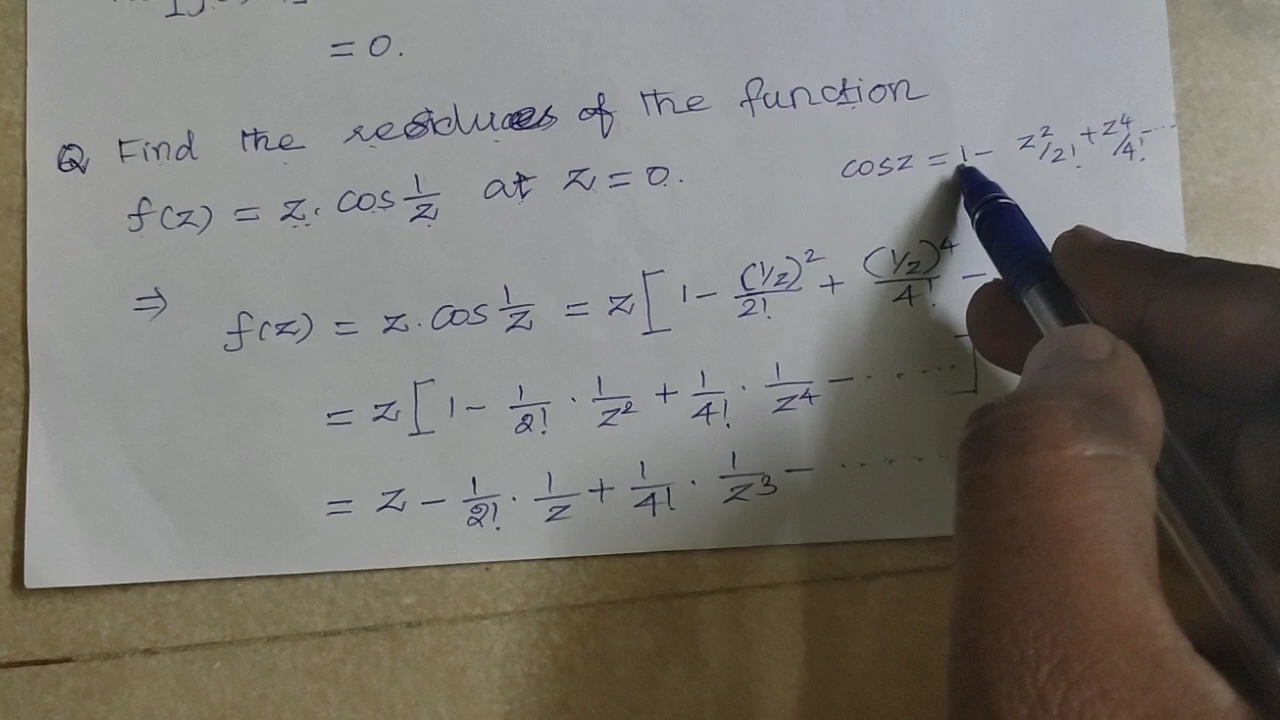 = 0.
Q Find the residues of the function
f(z) = z. cos 1/z at z = 0.
cosz = 1 - z²/2! + z⁴/4! - ...
⇒ f(z) = z. cos 1/z = z[1 - (1/z)²/2! + (1/z)⁴/4! -
= z[1 - 1/2! . 1/z² + 1/4! . 1/z⁴ - ......]
= z - 1/2! . 1/z + 1/4! . 1/z³ - ......